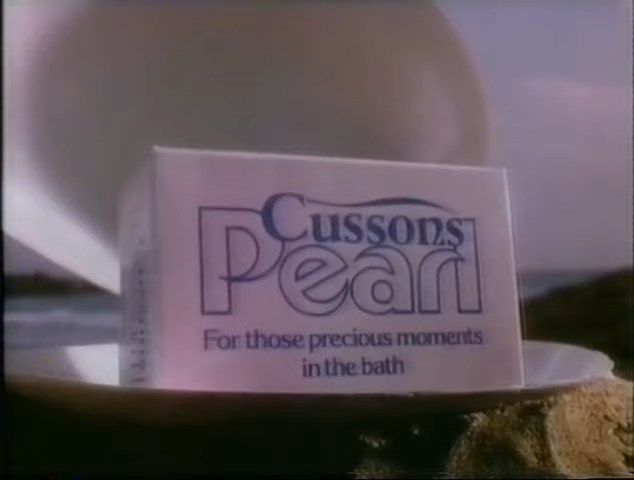 Cussons
Pearl
For those precious moments
in the bath